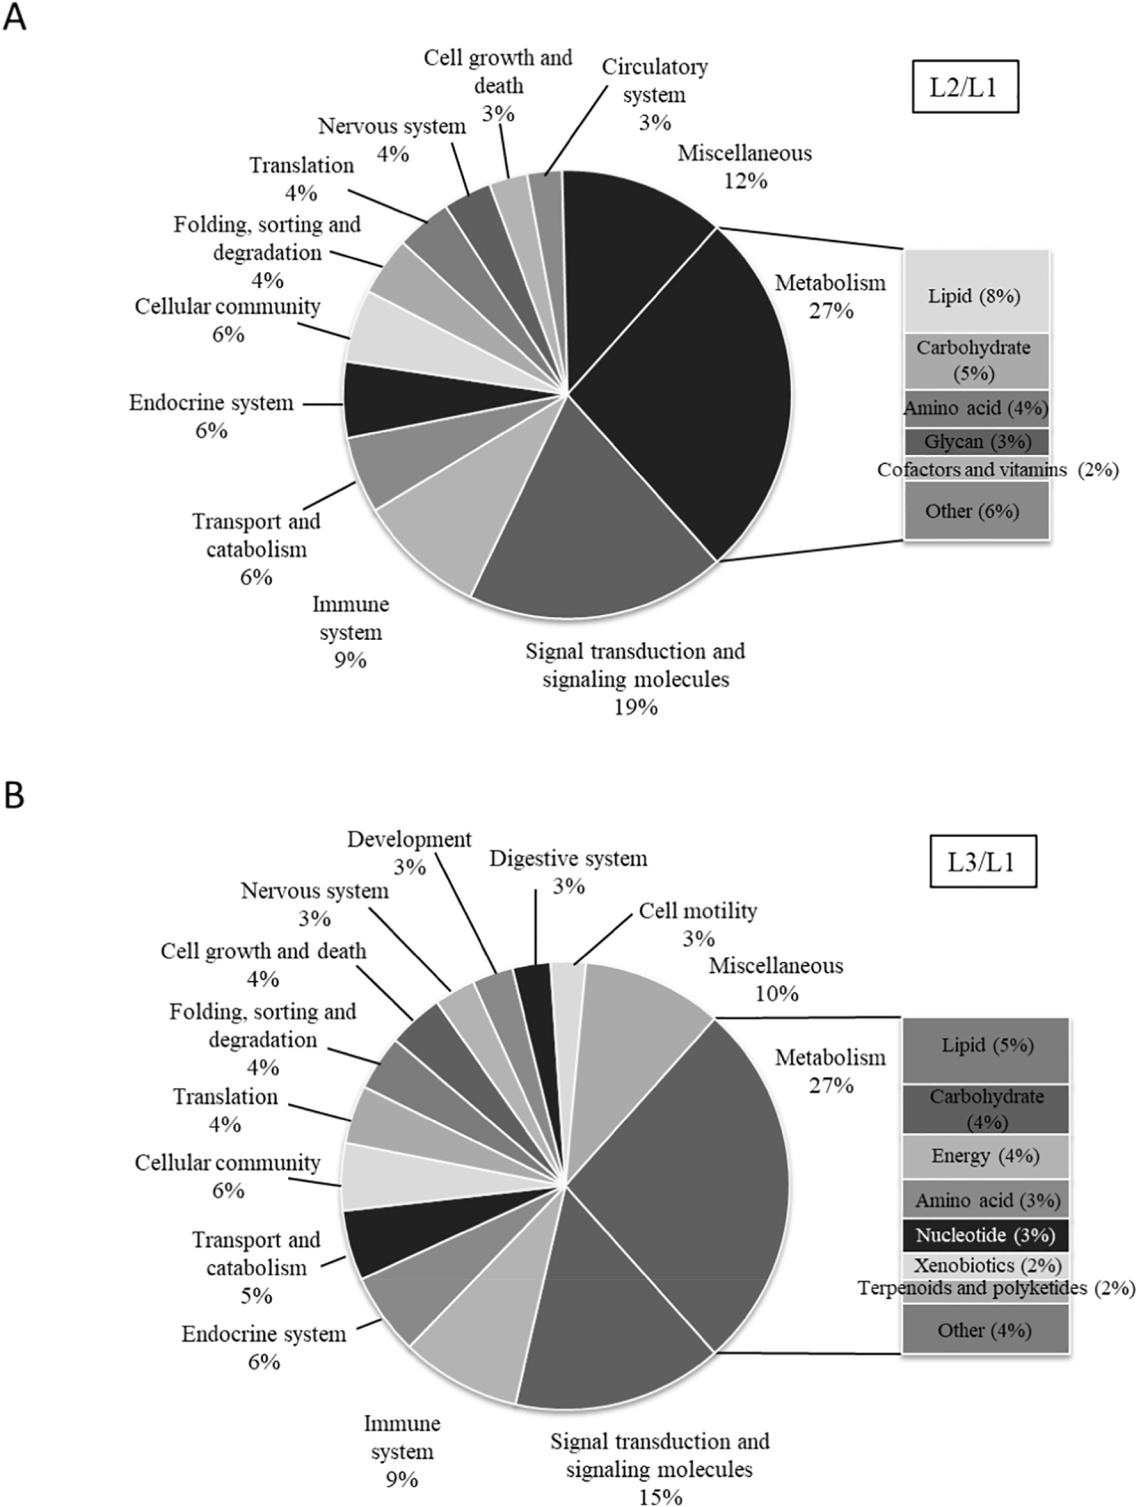 A
L2/L1
Cell growth and
death
3%
Circulatory
system
3%
Nervous system
4%
Miscellaneous
12%
Translation
4%
Folding, sorting and
degradation
4%
Metabolism
27%
Cellular community
6%
Endocrine system
6%
Transport and
catabolism
6%
Immune
system
9%
Signal transduction and
signaling molecules
19%
Lipid (8%)
Carbohydrate
(5%)
Amino acid (4%)
Glycan (3%)
Cofactors and vitamins (2%)
Other (6%)
B
L3/L1
Development
3%
Digestive system
3%
Nervous system
3%
Cell motility
3%
Cell growth and death
4%
Miscellaneous
10%
Folding, sorting and
degradation
4%
Metabolism
27%
Translation
4%
Cellular community
6%
Transport and
catabolism
5%
Endocrine system
6%
Immune
system
9%
Signal transduction and
signaling molecules
15%
Lipid (5%)
Carbohydrate
(4%)
Energy (4%)
Amino acid (3%)
Nucleotide (3%)
Xenobiotics (2%)
Terpenoids and polyketides (2%)
Other (4%)